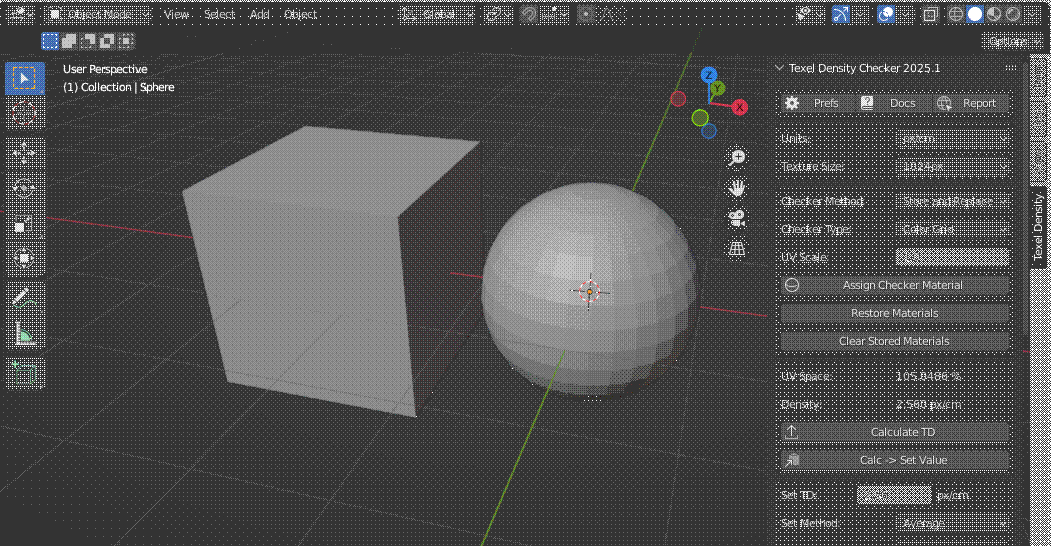 Object Mode View Select Add Object Global
Options
User Perspective
(1) Collection | Sphere
Z
Y
X
Texel Density Checker 2025.1
Prefs Docs Report
Units: px/cm
Texture Size: 1024px
Checker Method: Store and Replace
Checker Type: Color Grid
UV Scale:
Assign Checker Material
Restore Materials
Clear Stored Materials
UV Space: 105.8486 %
Density: 2.560 px/cm
Calculate TD
Calc -> Set Value
Set TD: px/cm
Set Method: Average
Texel Density